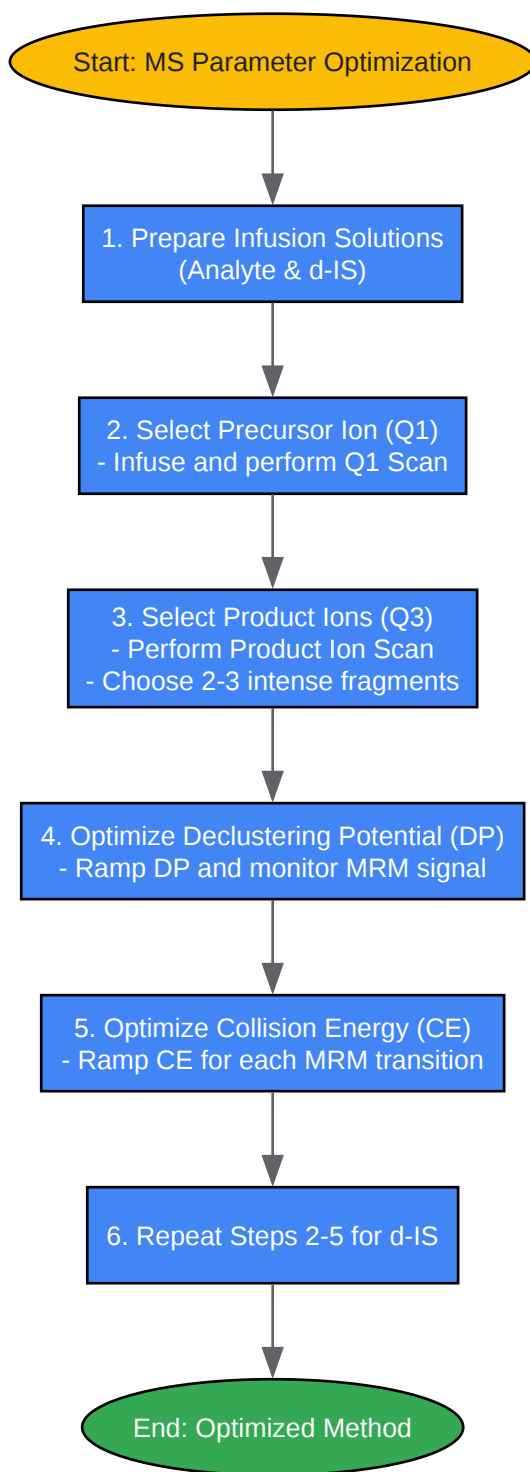 Start: MS Parameter Optimization
1. Prepare Infusion Solutions
(Analyte & d-IS)
2. Select Precursor Ion (Q1)
- Infuse and perform Q1 Scan
3. Select Product Ions (Q3)
- Perform Product Ion Scan
- Choose 2-3 intense fragments
4. Optimize Declustering Potential (DP)
- Ramp DP and monitor MRM signal
5. Optimize Collision Energy (CE)
- Ramp CE for each MRM transition
6. Repeat Steps 2-5 for d-IS
End: Optimized Method